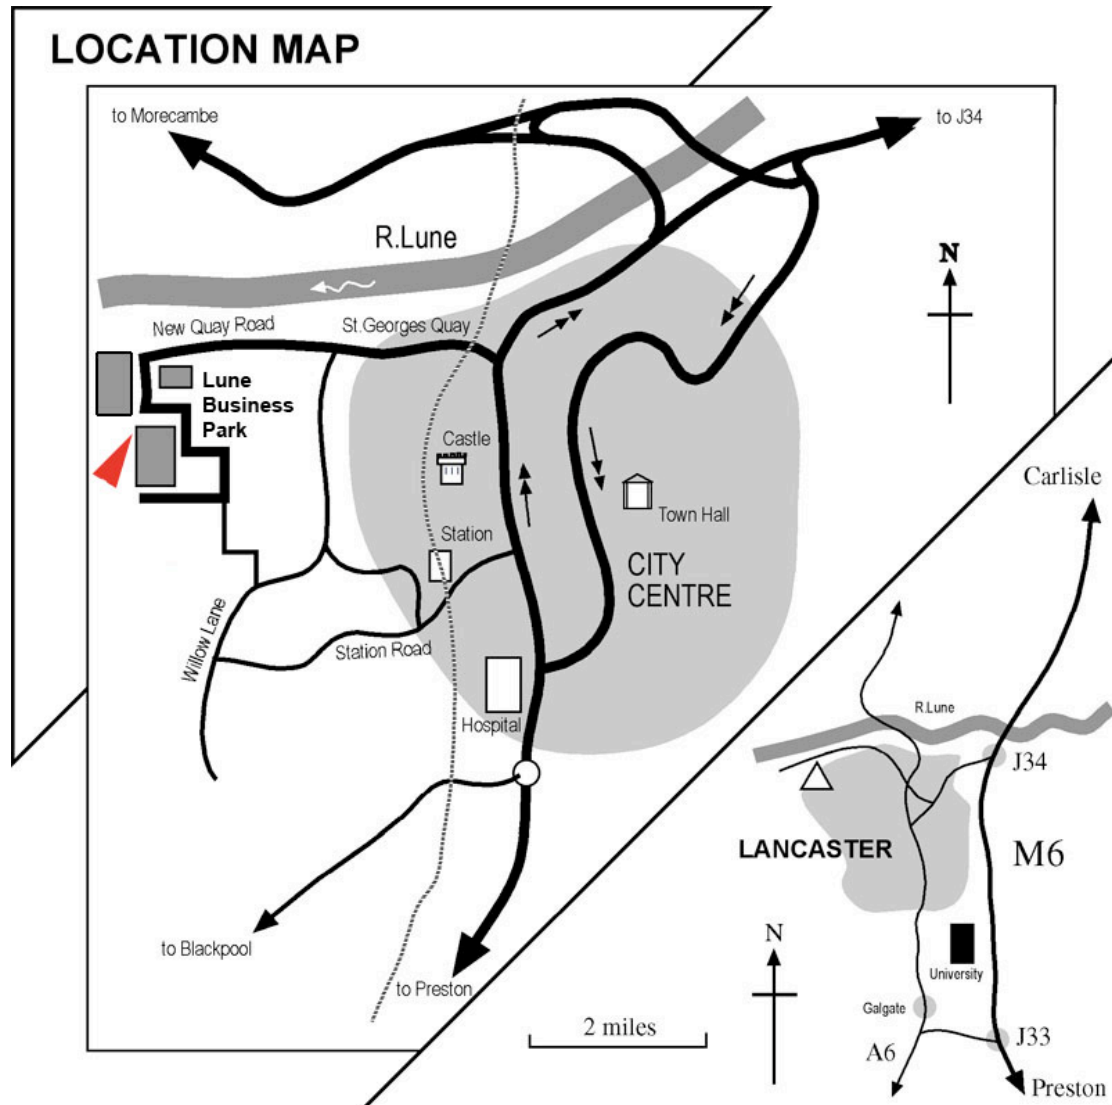 LOCATION MAP
to Morecambe
to J34
R.Lune
N
New Quay Road
St.Georges Quay
Lune
Business
Park
Castle
Town Hall
Station
CITY
CENTRE
Willow Lane
Station Road
Hospital
to Blackpool
to Preston
2 miles
Carlisle
R.Lune
J34
LANCASTER
M6
N
University
Galgate
J33
A6
Preston